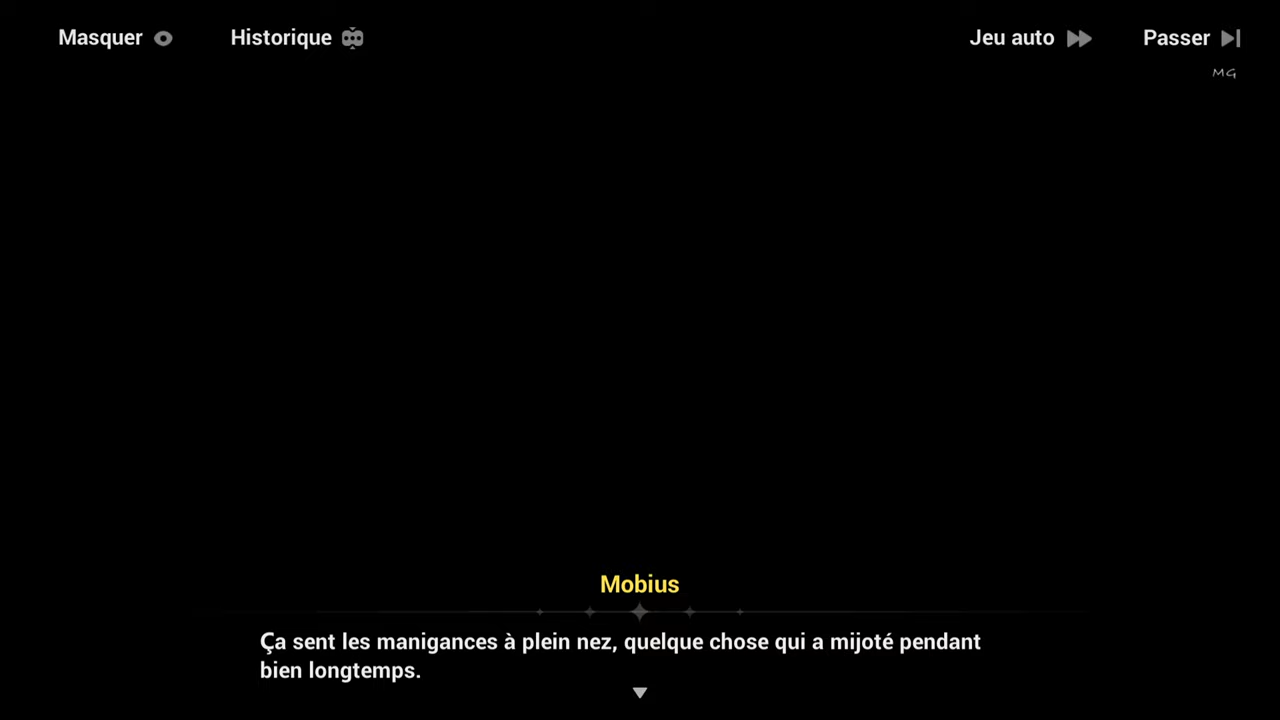 Masquer
Historique
Jeu auto
Passer
MG
Mobius
Ça sent les manigances à plein nez, quelque chose qui a mijoté pendant
bien longtemps.